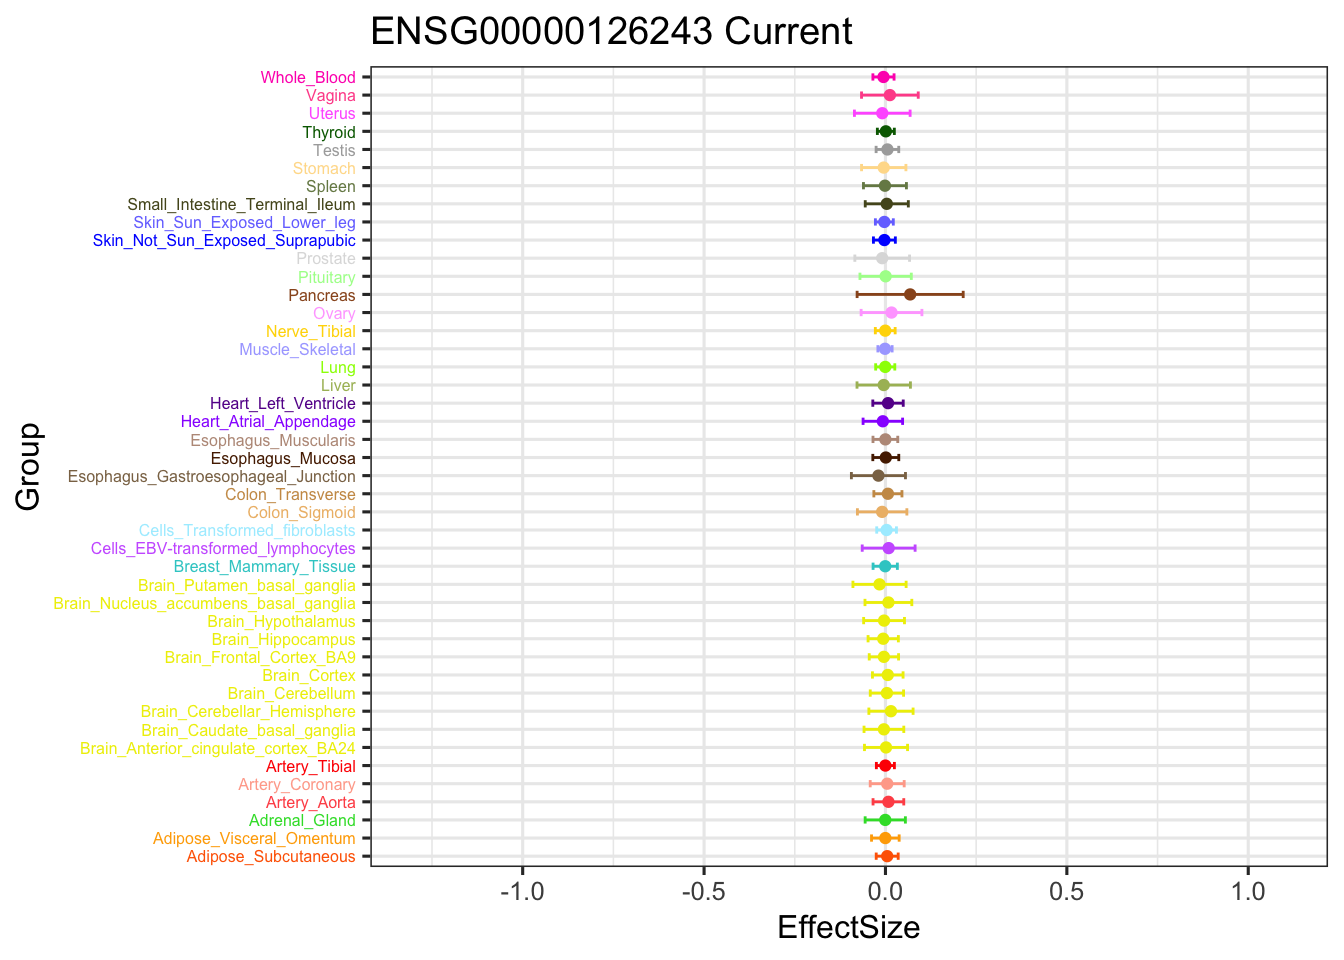 ENSG00000126243 Current
Whole_Blood
Vagina
Uterus
Thyroid
Testis
Stomach
Spleen
Small_Intestine_Terminal_Ileum
Skin_Sun_Exposed_Lower_leg
Skin_Not_Sun_Exposed_Suprapubic
Prostate
Pituitary
Pancreas
Ovary
Nerve_Tibial
Muscle_Skeletal
Lung
Liver
Heart_Left_Ventricle
Heart_Atrial_Appendage
Esophagus_Muscularis
Esophagus_Mucosa
Esophagus_Gastroesophageal_Junction
Colon_Transverse
Colon_Sigmoid
Cells_Transformed_fibroblasts
Cells_EBV-transformed_lymphocytes
Breast_Mammary_Tissue
Brain_Putamen_basal_ganglia
Brain_Nucleus_accumbens_basal_ganglia
Brain_Hypothalamus
Brain_Hippocampus
Brain_Frontal_Cortex_BA9
Brain_Cortex
Brain_Cerebellum
Brain_Cerebellar_Hemisphere
Brain_Caudate_basal_ganglia
Brain_Anterior_cingulate_cortex_BA24
Artery_Tibial
Artery_Coronary
Artery_Aorta
Adrenal_Gland
Adipose_Visceral_Omentum
Adipose_Subcutaneous
Group
-1.0 -0.5 0.0 0.5 1.0
EffectSize